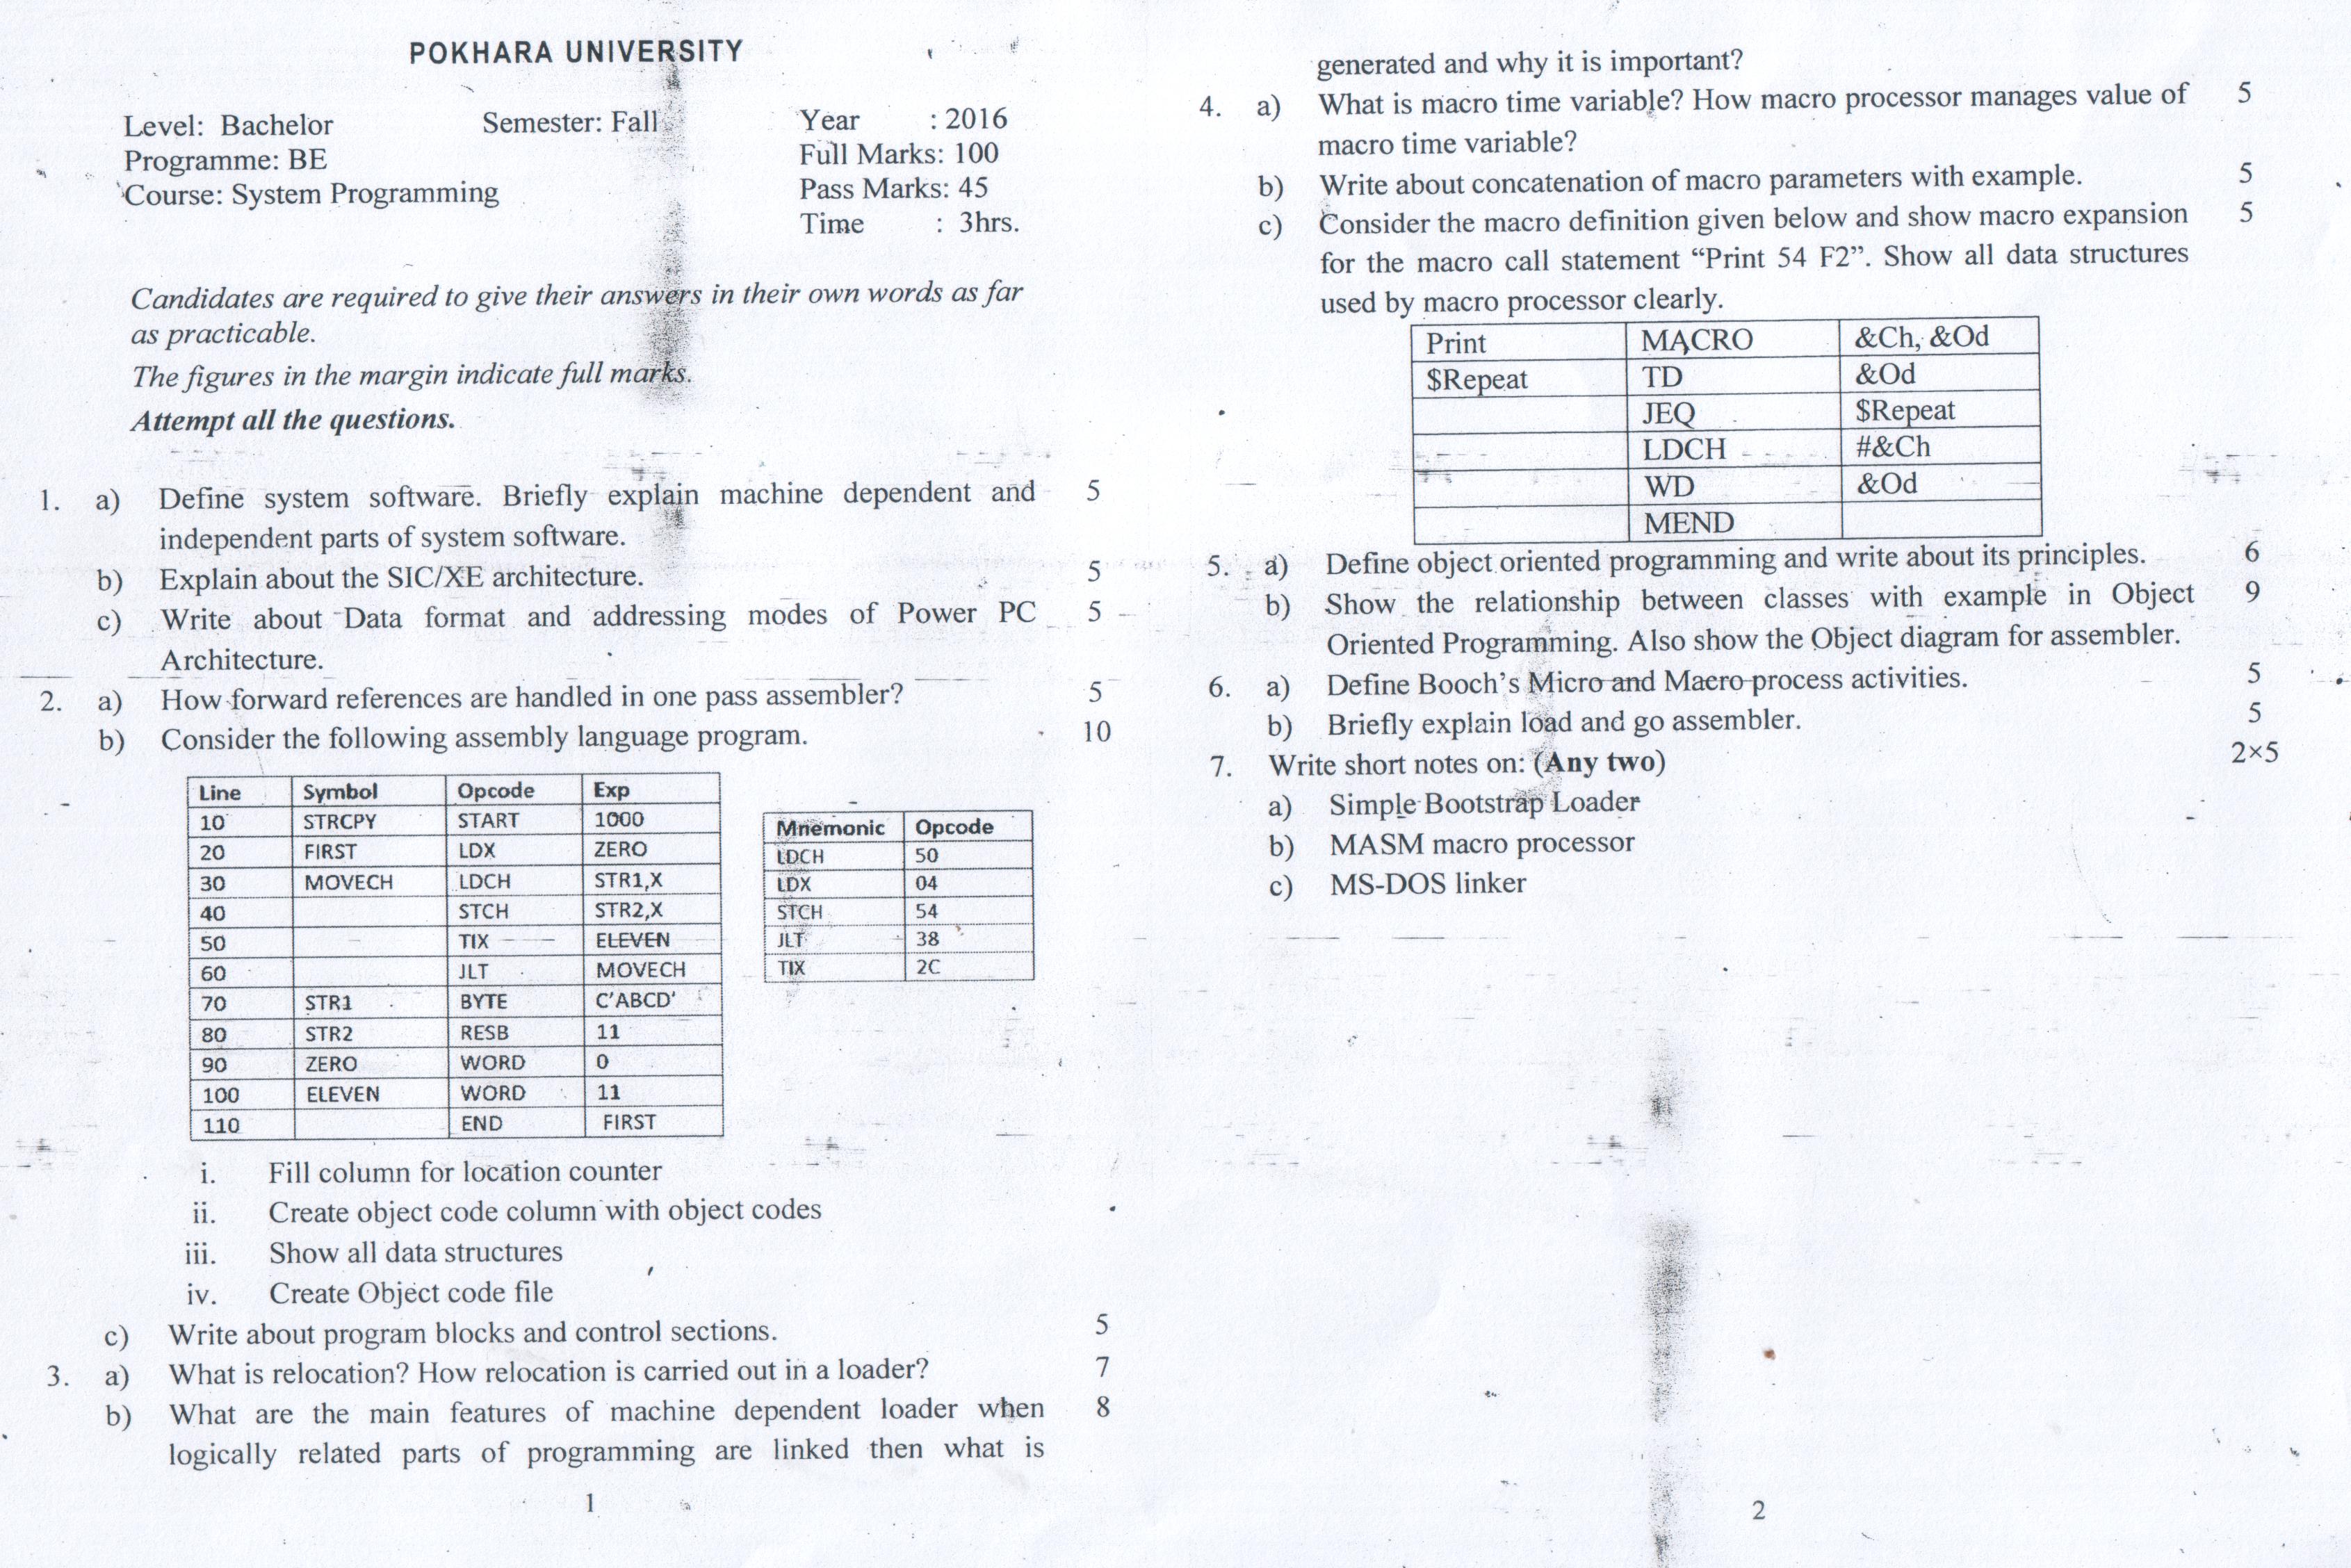 POKHARA UNIVERSITY
Level: Bachelor Semester: Fall Year : 2016
Programme: BE Full Marks: 100
Course: System Programming Pass Marks: 45
Time : 3hrs.
Candidates are required to give their answers in their own words as far
as practicable.
The figures in the margin indicate full marks.
Attempt all the questions.
1. a) Define system software. Briefly explain machine dependent and 5
independent parts of system software.
b) Explain about the SIC/XE architecture. 5
c) Write about Data format and addressing modes of Power PC 5
Architecture.
2. a) How forward references are handled in one pass assembler? 5
b) Consider the following assembly language program. 10
Line Symbol Opcode Exp
10 STRCPY START 1000
20 FIRST LDX ZERO
30 MOVECH LDCH STR1,X
40 STCH STR2,X
50 TIX ELEVEN
60 JLT MOVECH
70 STR1 BYTE C'ABCD'
80 STR2 RESB 11
90 ZERO WORD 0
100 ELEVEN WORD 11
110 END FIRST
Mnemonic Opcode
LDCH 50
LDX 04
STCH 54
JLT 38
TIX 2C
i. Fill column for location counter
ii. Create object code column with object codes
iii. Show all data structures
iv. Create Object code file
c) Write about program blocks and control sections. 5
3. a) What is relocation? How relocation is carried out in a loader? 7
b) What are the main features of machine dependent loader when 8
logically related parts of programming are linked then what is
1
generated and why it is important?
4. a) What is macro time variable? How macro processor manages value of 5
macro time variable?
b) Write about concatenation of macro parameters with example. 5
c) Consider the macro definition given below and show macro expansion 5
for the macro call statement “Print 54 F2”. Show all data structures
used by macro processor clearly.
Print MACRO &Ch, &Od
$Repeat TD &Od
JEQ $Repeat
LDCH #&Ch
WD &Od
MEND
5. a) Define object oriented programming and write about its principles. 6
b) Show the relationship between classes with example in Object 9
Oriented Programming. Also show the Object diagram for assembler.
6. a) Define Booch's Micro and Macro process activities. 5
b) Briefly explain load and go assembler. 5
7. Write short notes on: (Any two) 2×5
a) Simple Bootstrap Loader
b) MASM macro processor
c) MS-DOS linker
2